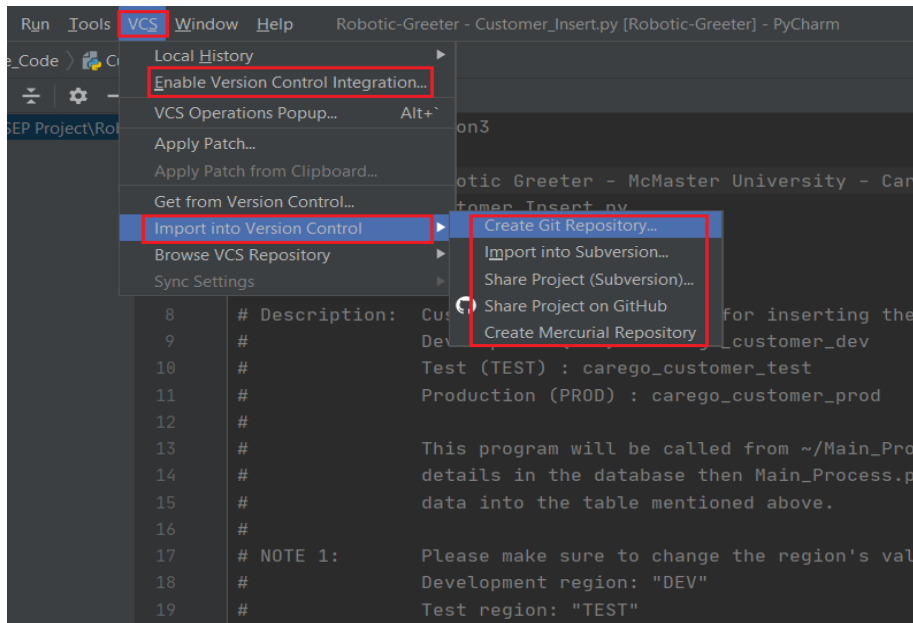 Run Tools VCS Window Help Robotic-Greeter - Customer_Insert.py [Robotic-Greeter] - PyCharm
e_Code
Local History
Enable Version Control Integration...
VCS Operations Popup... Alt+`
SEP Project\Rob
on3
Apply Patch...
Apply Patch from Clipboard...
otic Greeter - McMaster University - Car
Get from Version Control...
tomer_Insert.py
Import into Version Control
Create Git Repository...
Browse VCS Repository
Import into Subversion...
Sync Settings
Share Project (Subversion)...
Share Project on GitHub
Create Mercurial Repository
8 # Description: Cus for inserting the
9 # Dev _customer_dev
10 # Test (TEST) : carego_customer_test
11 # Production (PROD) : carego_customer_prod
12 #
13 # This program will be called from ~/Main_Pro
14 # details in the database then Main_Process.p
15 # data into the table mentioned above.
16 #
17 # NOTE 1: Please make sure to change the region's val
18 # Development region: "DEV"
19 # Test region: "TEST"